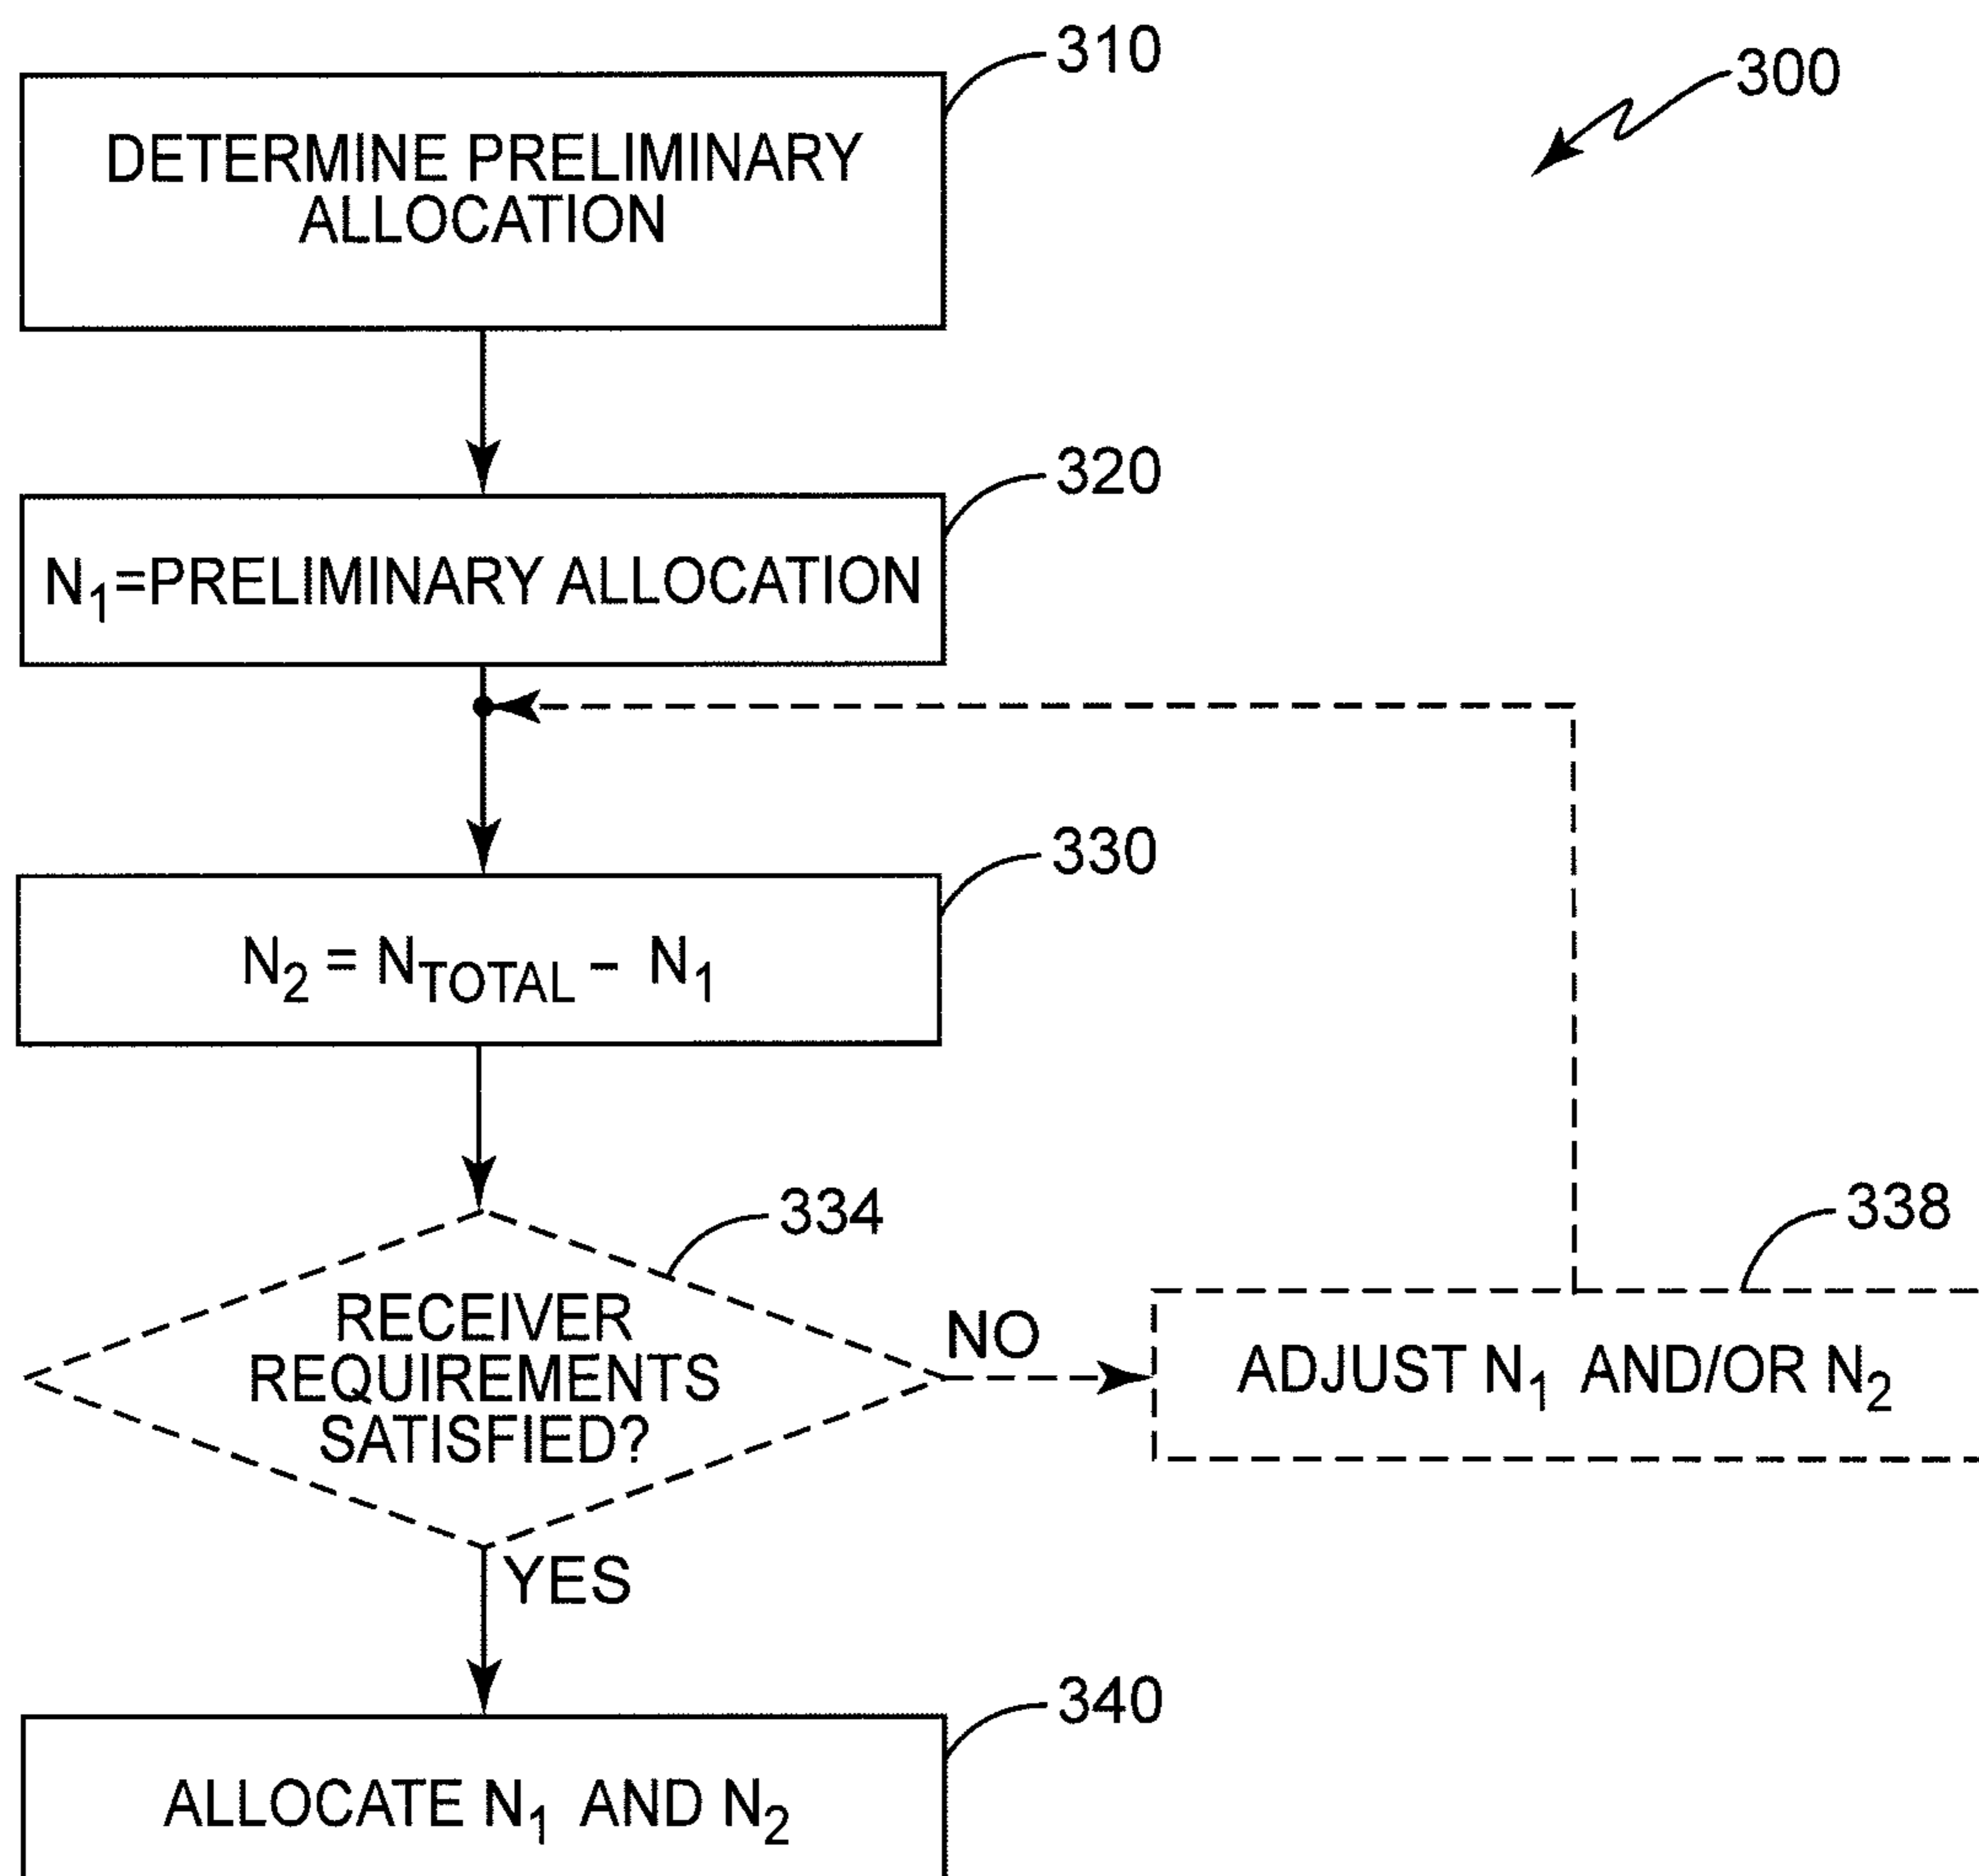 310
300
DETERMINE PRELIMINARY
ALLOCATION
320
N₁=PRELIMINARY ALLOCATION
330
N₂ = N_TOTAL - N₁
334
338
RECEIVER
REQUIREMENTS
SATISFIED?
NO
ADJUST N₁ AND/OR N₂
YES
340
ALLOCATE N₁ AND N₂